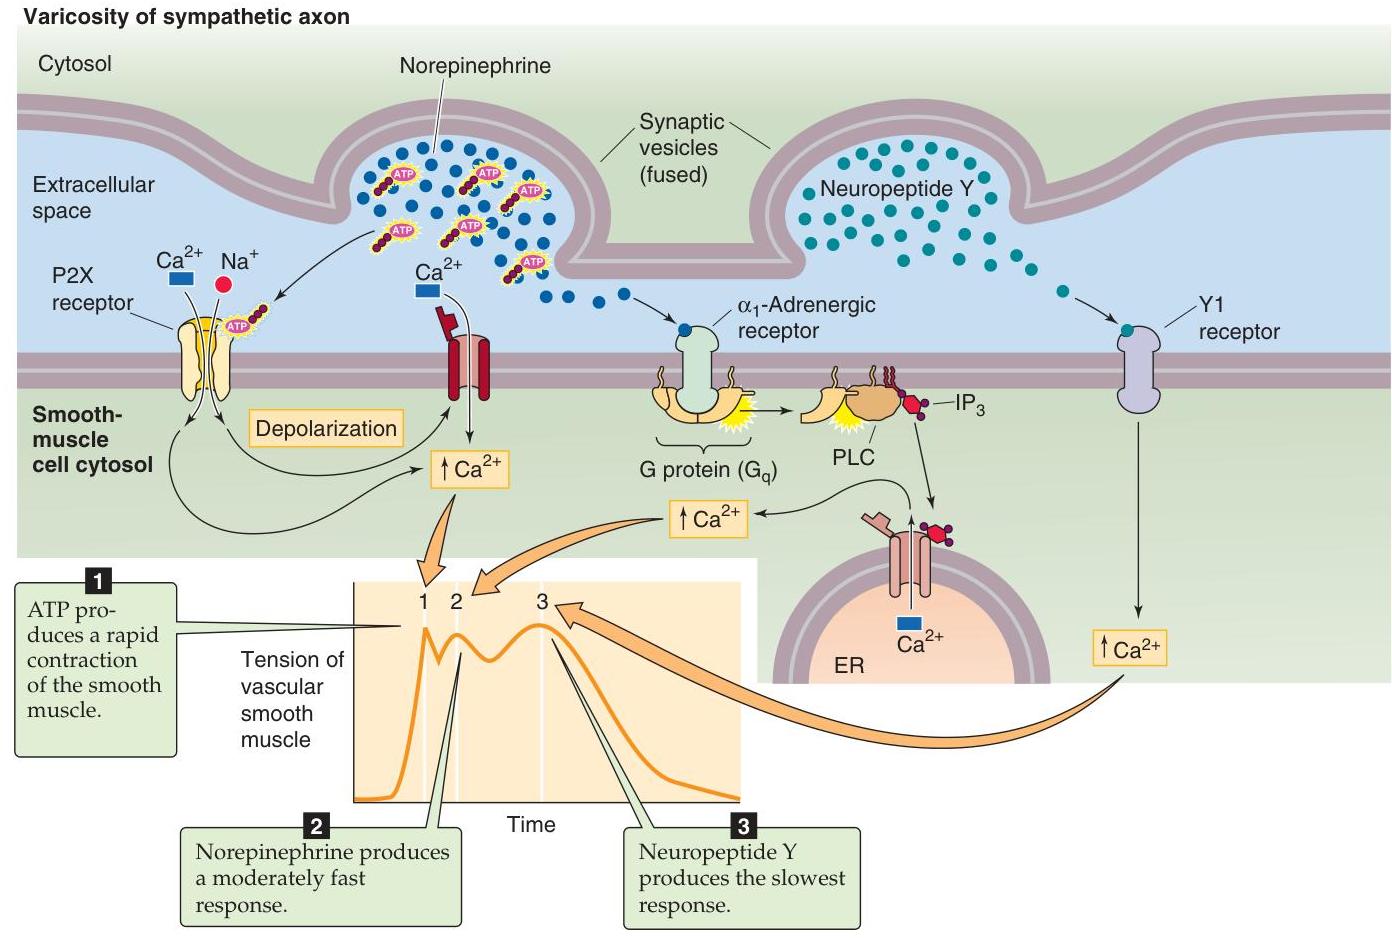 Varicosity of sympathetic axon
Cytosol
Norepinephrine
Synaptic
vesicles
(fused)
Extracellular
space
Neuropeptide Y
ATP
ATP
ATP
ATP
ATP
ATP
Ca2+
Na+
Ca2+
P2X
receptor
ATP
α1-Adrenergic
receptor
Y1
receptor
Smooth-
muscle
cell cytosol
Depolarization
↑Ca2+
G protein (Gq)
PLC
IP3
↑Ca2+
Ca2+
ER
↑Ca2+
1
ATP pro-
duces a rapid
contraction
of the smooth
muscle.
1 2 3
Tension of
vascular
smooth
muscle
Time
2
Norepinephrine produces
a moderately fast
response.
3
Neuropeptide Y
produces the slowest
response.